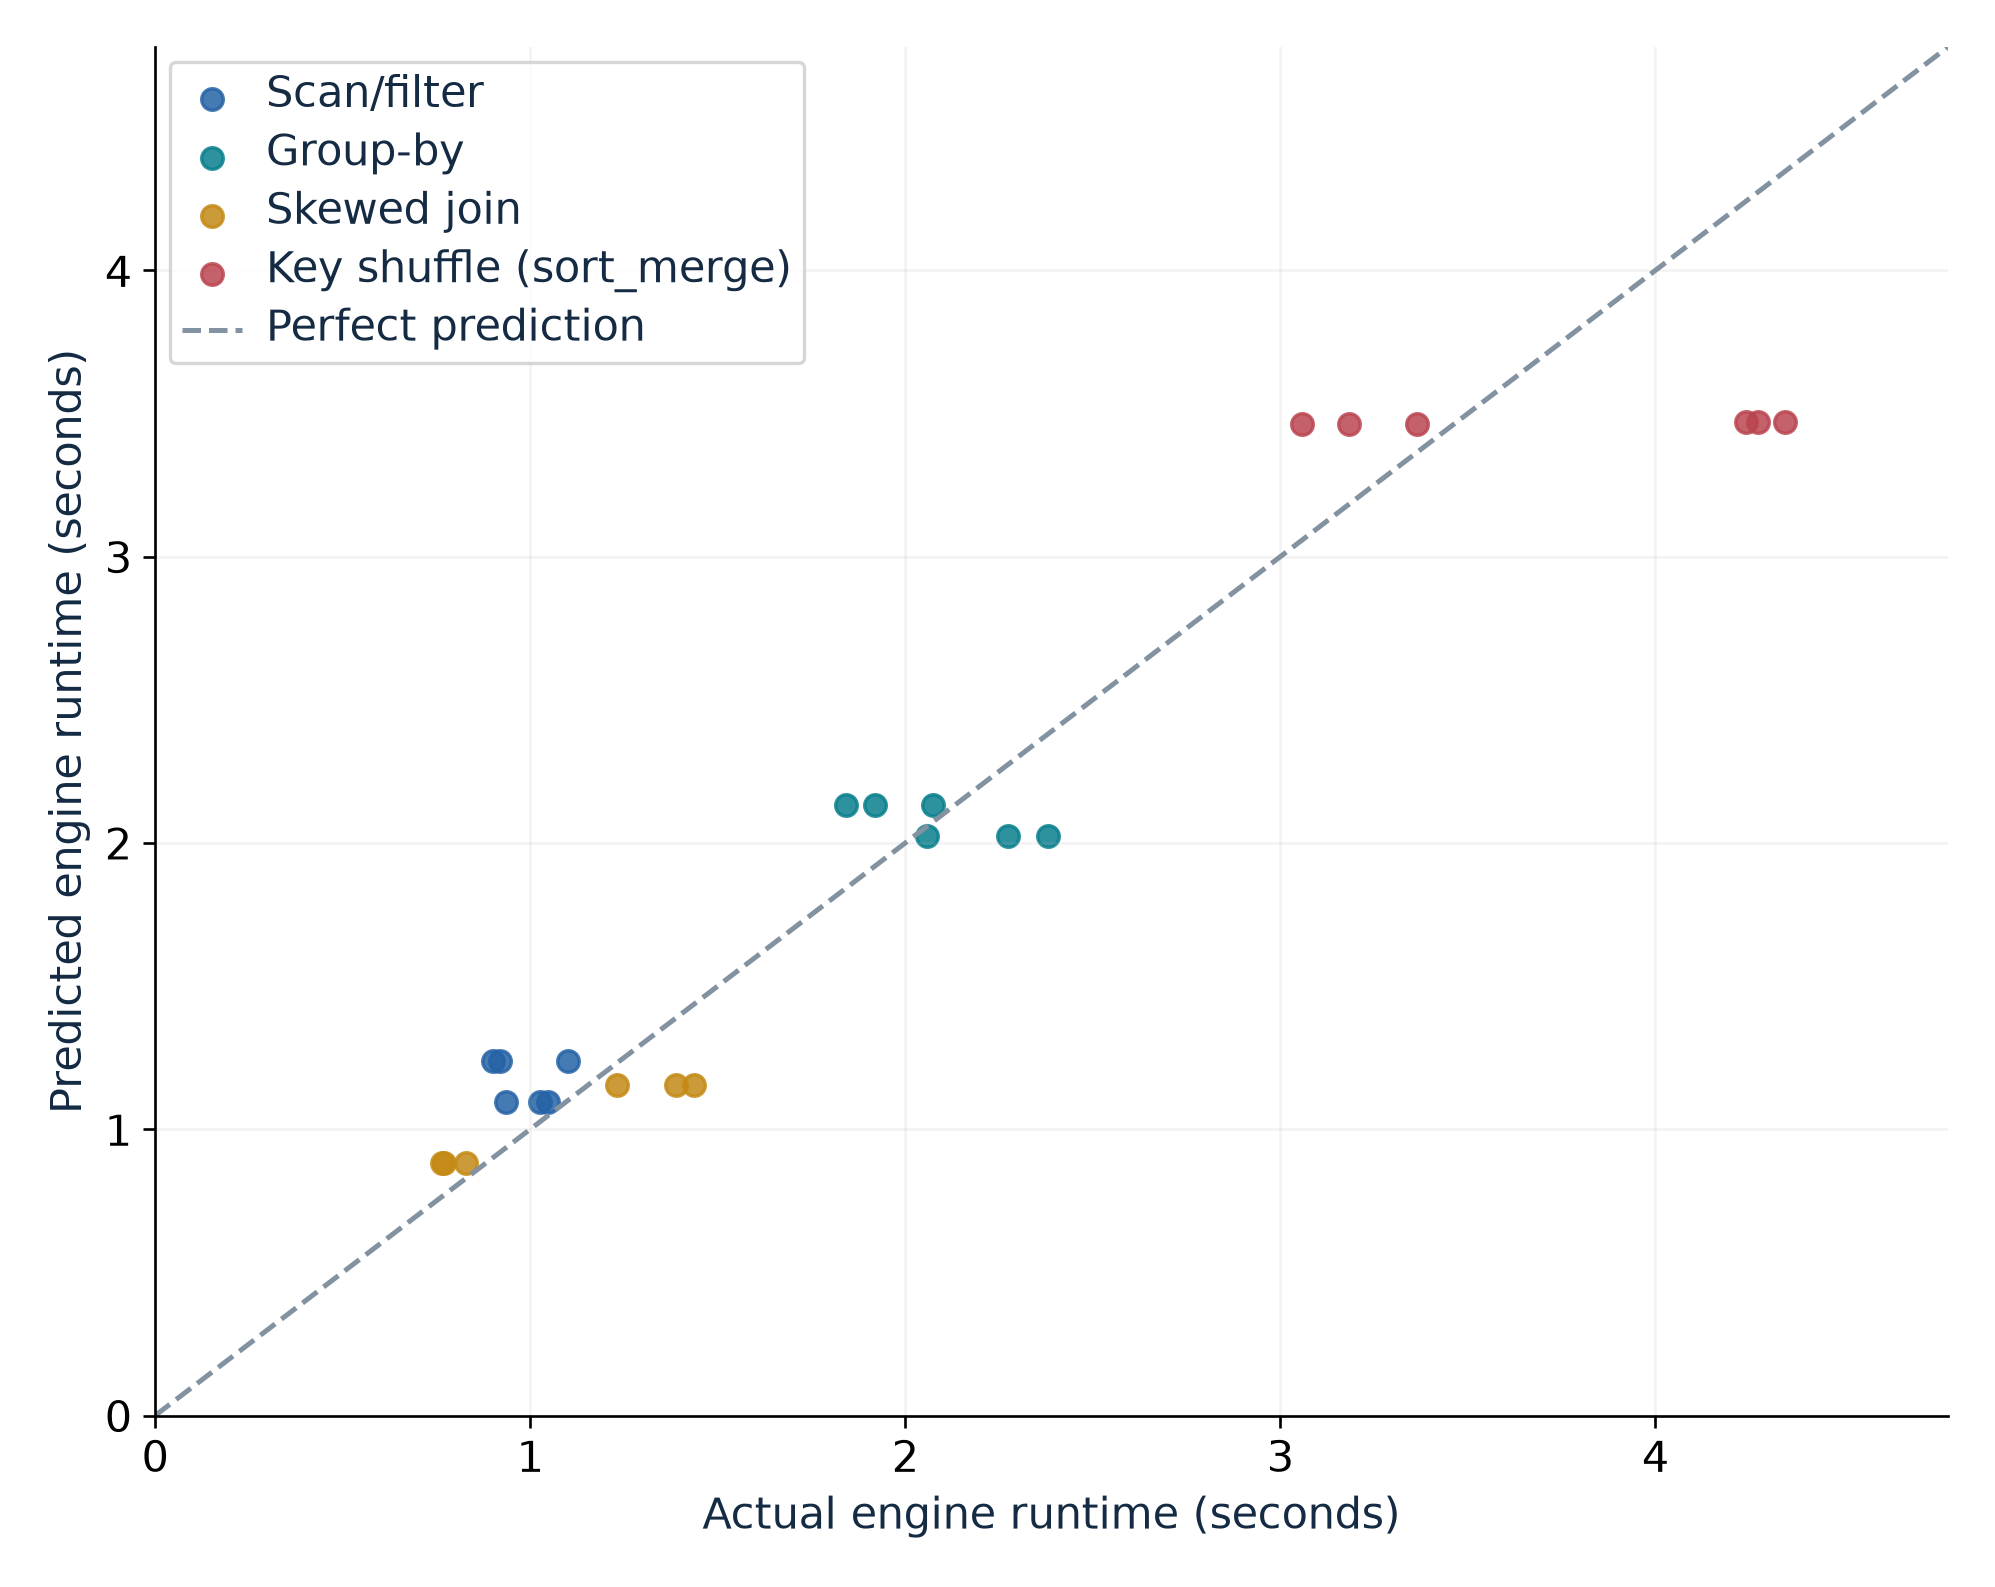 Scan/filter
Group-by
Skewed join
Key shuffle (sort_merge)
Perfect prediction
Predicted engine runtime (seconds)
4
3
2
1
0
0 1 2 3 4
Actual engine runtime (seconds)